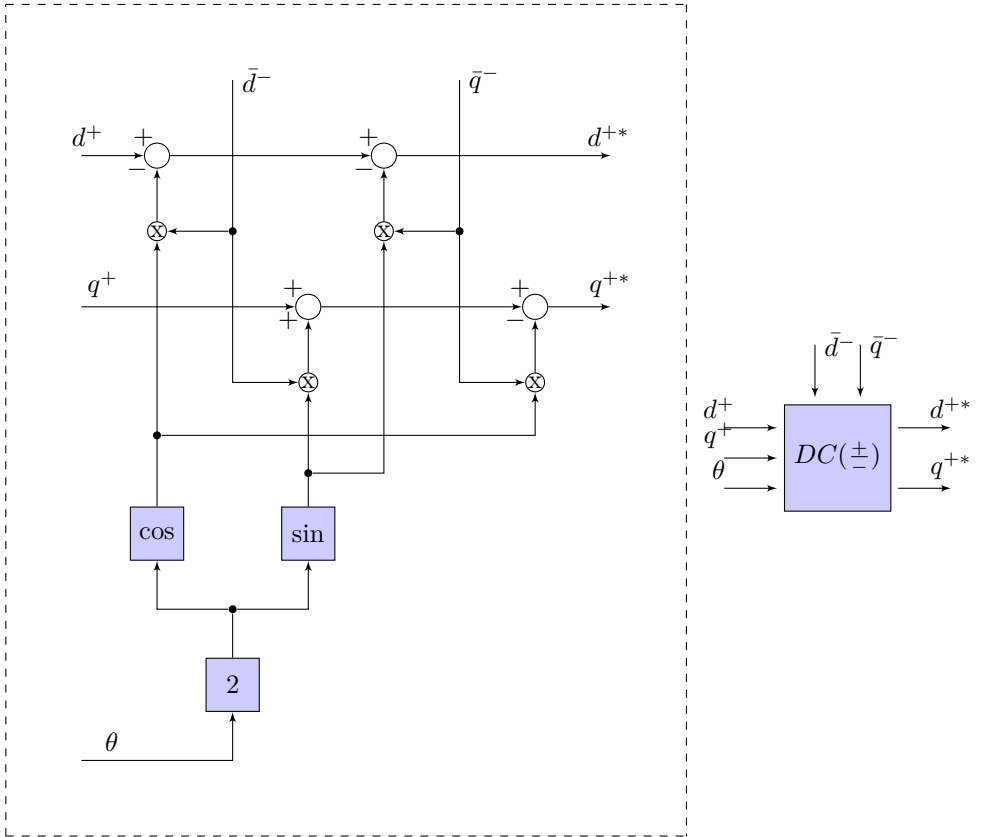 d̄⁻ q̄⁻
d⁺ + + d⁺*
− −
x x
q⁺ + + q⁺*
+ −
x x
d̄⁻ q̄⁻
d⁺ d⁺*
q⁺ DC(±/−)
θ q⁺*
cos sin
2
θ